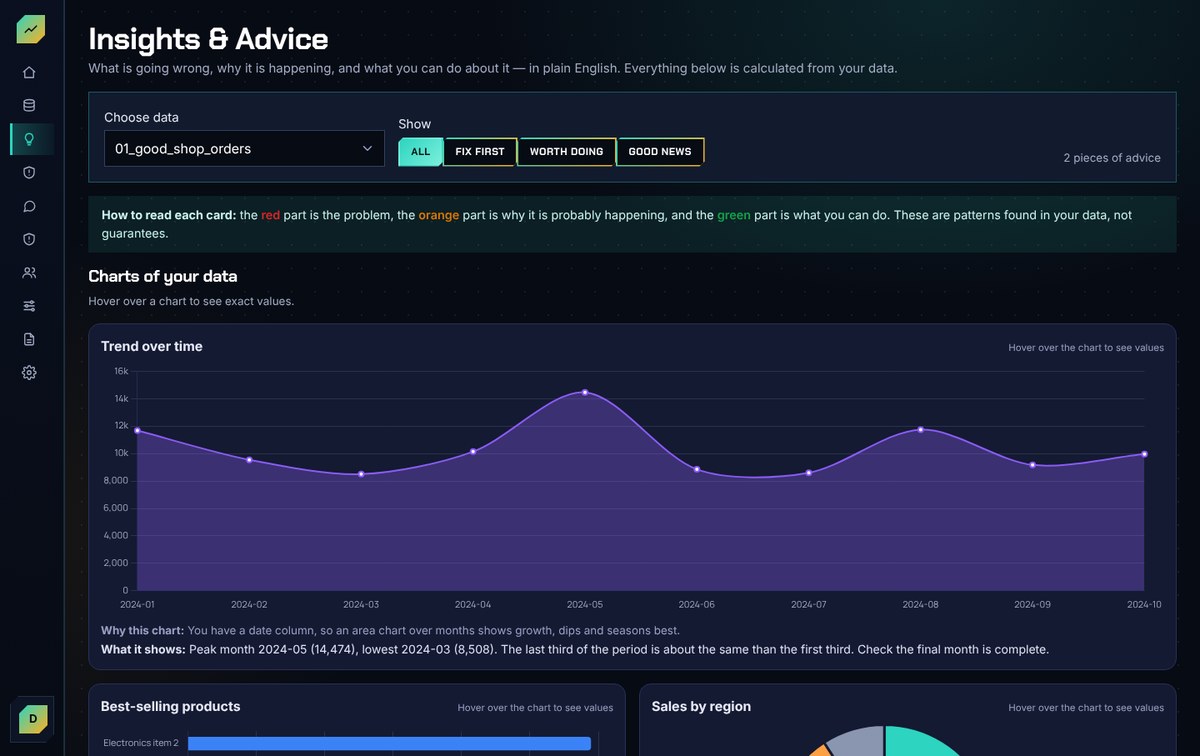 Insights & Advice
What is going wrong, why it is happening, and what you can do about it — in plain English. Everything below is calculated from your data.
Choose data
01_good_shop_orders
Show
ALL
FIX FIRST
WORTH DOING
GOOD NEWS
2 pieces of advice
How to read each card: the red part is the problem, the orange part is why it is probably happening, and the green part is what you can do. These are patterns found in your data, not
guarantees.
Charts of your data
Hover over a chart to see exact values.
Trend over time
Hover over the chart to see values
16k
14k
12k
10k
8,000
6,000
4,000
2,000
0
2024-01 2024-02 2024-03 2024-04 2024-05 2024-06 2024-07 2024-08 2024-09 2024-10
Why this chart: You have a date column, so an area chart over months shows growth, dips and seasons best.
What it shows: Peak month 2024-05 (14,474), lowest 2024-03 (8,508). The last third of the period is about the same than the first third. Check the final month is complete.
Best-selling products
Hover over the chart to see values
Electronics item 2
Sales by region
Hover over the chart to see values
D